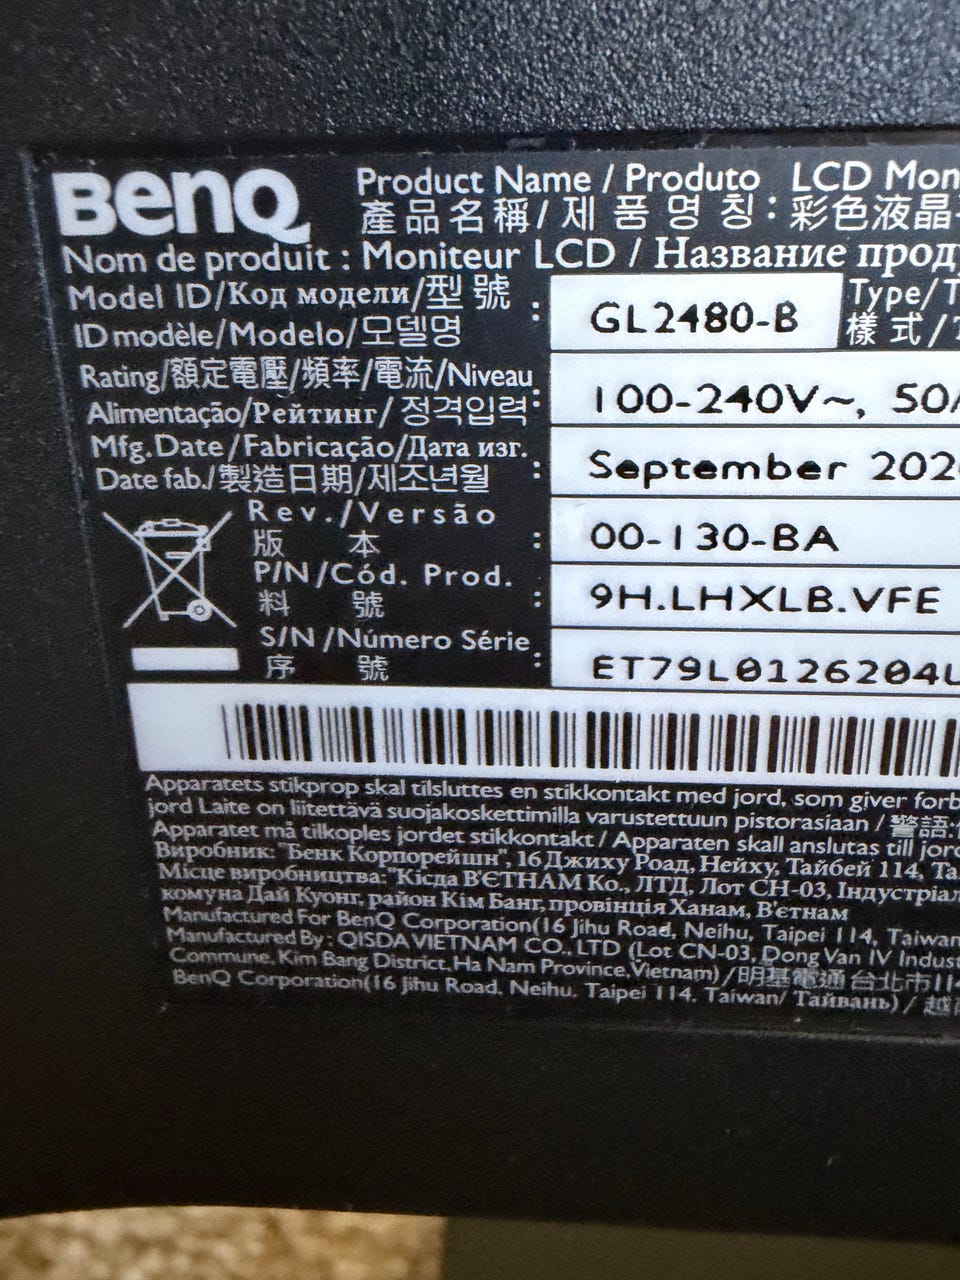 BenQ
Product Name / Produto LCD Mon
產品名稱/제 품 명 칭 : 彩色液晶
Nom de produit : Moniteur LCD / Название прод
Model ID/Код модели/型 號
ID modèle/Modelo/모델명 : GL2480-B
Type/T
樣 式/
Rating/額定電壓/頻率/電流/Niveau
Alimentação/Рейтинг/정격입력 : 100-240V~, 50/
Mfg.Date/Fabricação/Дата изг.
Date fab./製造日期/제조년월 : September 202
Rev./Versão
版 本 : 00-130-BA
P/N/Cód. Prod.
料 號 : 9H.LHXLB.VFE
S/N /Número Série
序 號 : ET79L0126204U
Apparatets stikprop skal tilsluttes en stikkontakt med jord, som giver forb
jord Laite on liitettävä suojakoskettimilla varustettuun pistorasiaan / 警語:
Apparatet må tilkoples jordet stikkontakt / Apparaten skall anslutas till jord
Виробник: "Бенк Корпорейшн", 16 Джиху Роад, Нейху, Тайбей 114, Та
Місце виробництва: "Кісда В'ЄТНАМ Ко., ЛТД, Лот CH-03, Індустріал
комуна Дай Куонг, район Кім Банг, провінція Ханам, В'єтнам
Manufactured For BenQ Corporation(16 Jihu Road, Neihu, Taipei 114, Taiwan
Manufactured By : QISDA VIETNAM CO., LTD (Lot CN-03, Dong Van IV Indust
Commune, Kim Bang District, Ha Nam Province, Vietnam) /明基電通 台北市114
BenQ Corporation(16 Jihu Road, Neihu, Taipei 114, Taiwan/ Тайвань) / 越